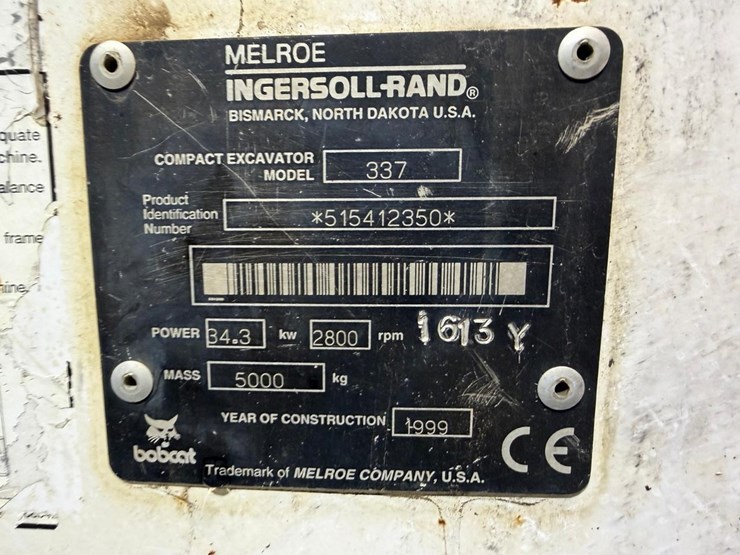 MELROE
INGERSOLL-RAND®
BISMARCK, NORTH DAKOTA U.S.A.
COMPACT EXCAVATOR
MODEL 337
Product
Identification
Number *515412350*
POWER 34.3 kw 2800 rpm 1613 Y
MASS 5000 kg
YEAR OF CONSTRUCTION 1999
bobcat
CE
Trademark of MELROE COMPANY, U.S.A.
quate
chine.
alance
frame